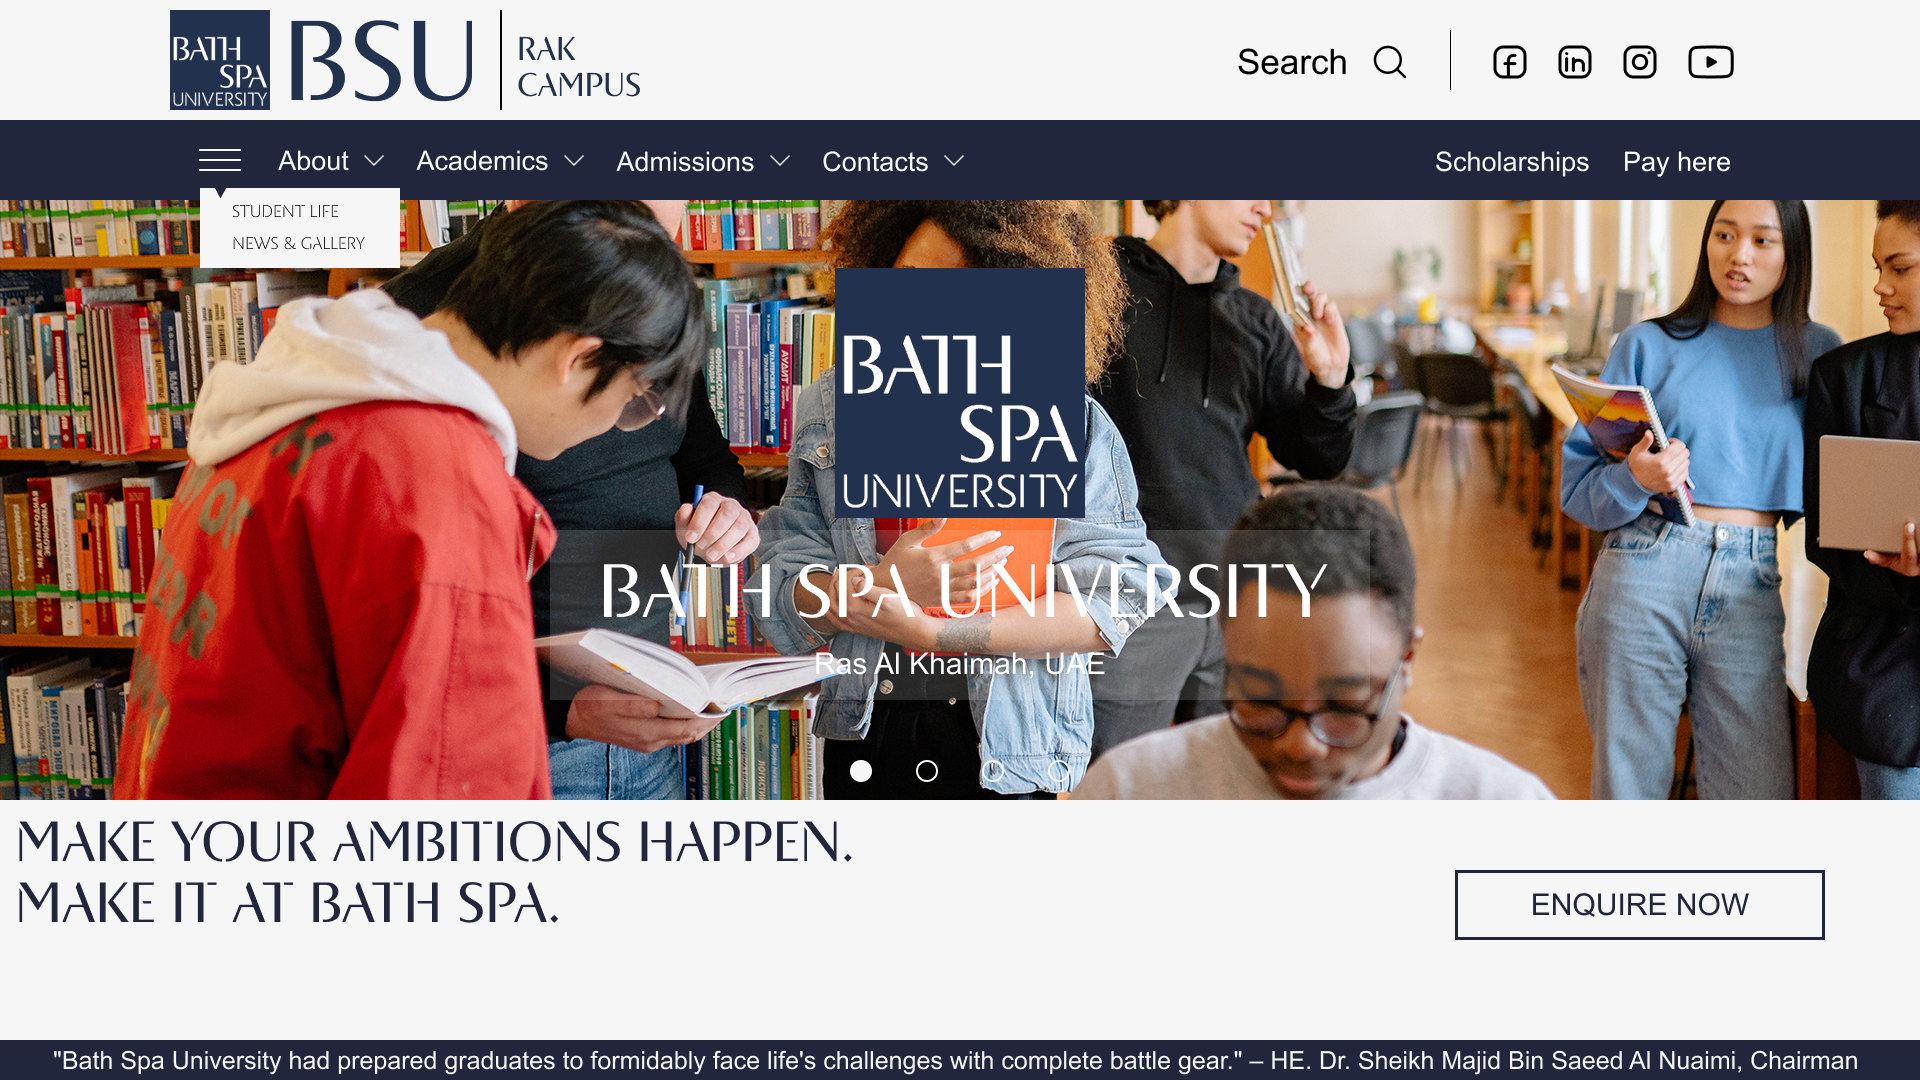 BATH
SPA
UNIVERSITY
BSU
RAK
CAMPUS
Search
About
Academics
Admissions
Contacts
Scholarships
Pay here
STUDENT LIFE
NEWS & GALLERY
BATH
SPA
UNIVERSITY
BATH SPA UNIVERSITY
Ras Al Khaimah, UAE
MAKE YOUR AMBITIONS HAPPEN.
MAKE IT AT BATH SPA.
ENQUIRE NOW
"Bath Spa University had prepared graduates to formidably face life's challenges with complete battle gear." – HE. Dr. Sheikh Majid Bin Saeed Al Nuaimi, Chairman